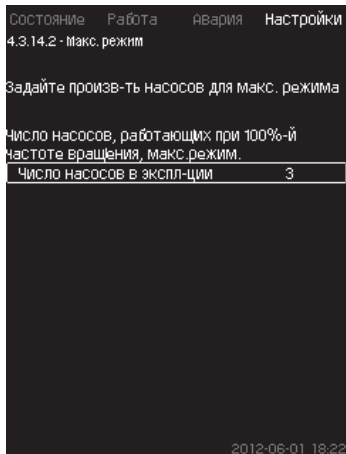 Состояние Работа Авария Настройки
4.3.14.2 - Макс. режим
Задайте произв-ть насосов для макс. режима
Число насосов, работающих при 100%-й
частоте вращения, макс.режим.
Число насосов в экспл-ции 3
2012-06-01 18:22